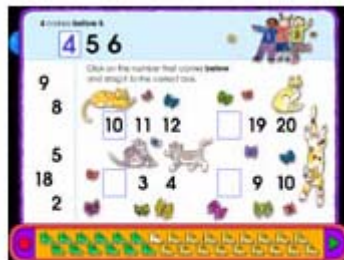 4 comes before 5.
4 5 6
Click on the number that comes before
and drag it to the correct box.
9
8
10 11 12
19 20
5
18
3 4
9 10
2